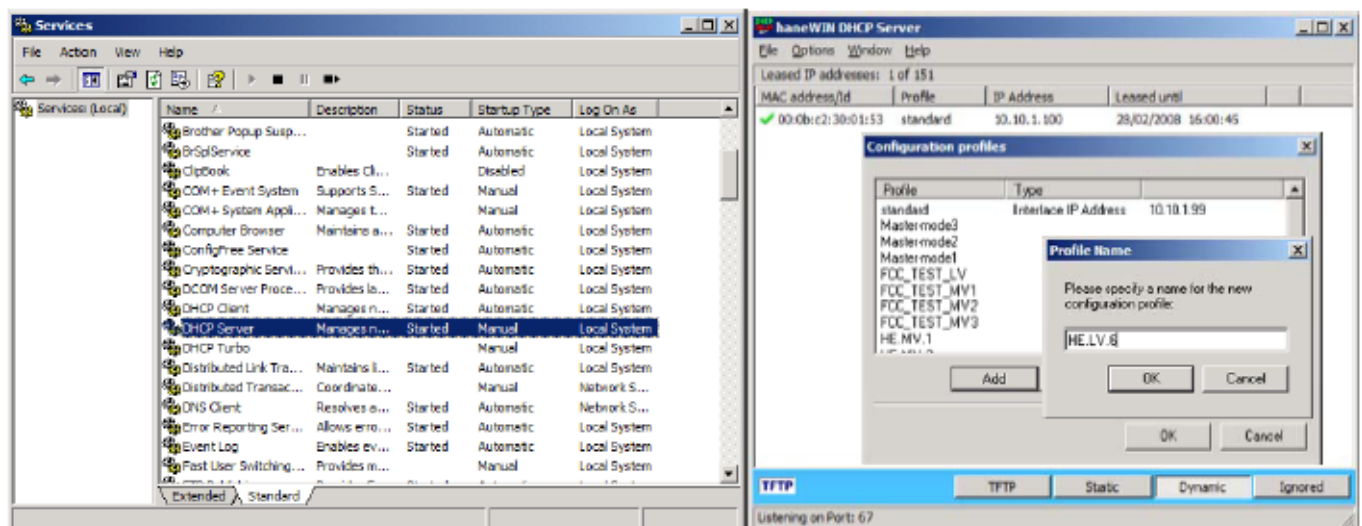 Services
File Action View Help
Services (Local)
Name Description Status Startup Type Log On As
Brother Popup Susp... Started Automatic Local System
BrSplService Started Automatic Local System
ClipBook Enables Cli... Disabled Local System
COM+ Event System Supports S... Started Manual Local System
COM+ System Appli... Manages t... Manual Local System
Computer Browser Maintains a... Started Automatic Local System
ConfigFree Service Started Automatic Local System
Cryptographic Servi... Provides th... Started Automatic Local System
DCOM Server Proce... Provides la... Started Automatic Local System
DHCP Client Manages n... Started Automatic Local System
DHCP Server Manages n... Started Manual Local System
DHCP Turbo Manual Local System
Distributed Link Tra... Maintains li... Started Automatic Local System
Distributed Transac... Coordinate... Manual Network S...
DNS Client Resolves a... Started Automatic Network S...
Error Reporting Ser... Allows erro... Started Automatic Local System
Event Log Enables ev... Started Automatic Local System
Fast User Switching... Provides m... Manual Local System
Extended Standard
haneWIN DHCP Server
File Options Window Help
Leased IP addresses: 1 of 151
MAC address/Id Profile IP Address Leased until
00:0b:c2:30:01:53 standard 10.10.1.100 28/02/2008 16:00:45
Configuration profiles
Profile Type
standard Interface IP Address 10.10.1.99
Master-mode3
Master-mode2
Master-mode1
FCC_TEST_LV
FCC_TEST_MV1
FCC_TEST_MV2
FCC_TEST_MV3
HE.MV.1
Profile Name
Please specify a name for the new
configuration profile:
HE.LV.6
OK Cancel
Add
OK Cancel
TFTP TFTP Static Dynamic Ignored
Listening on Port: 67